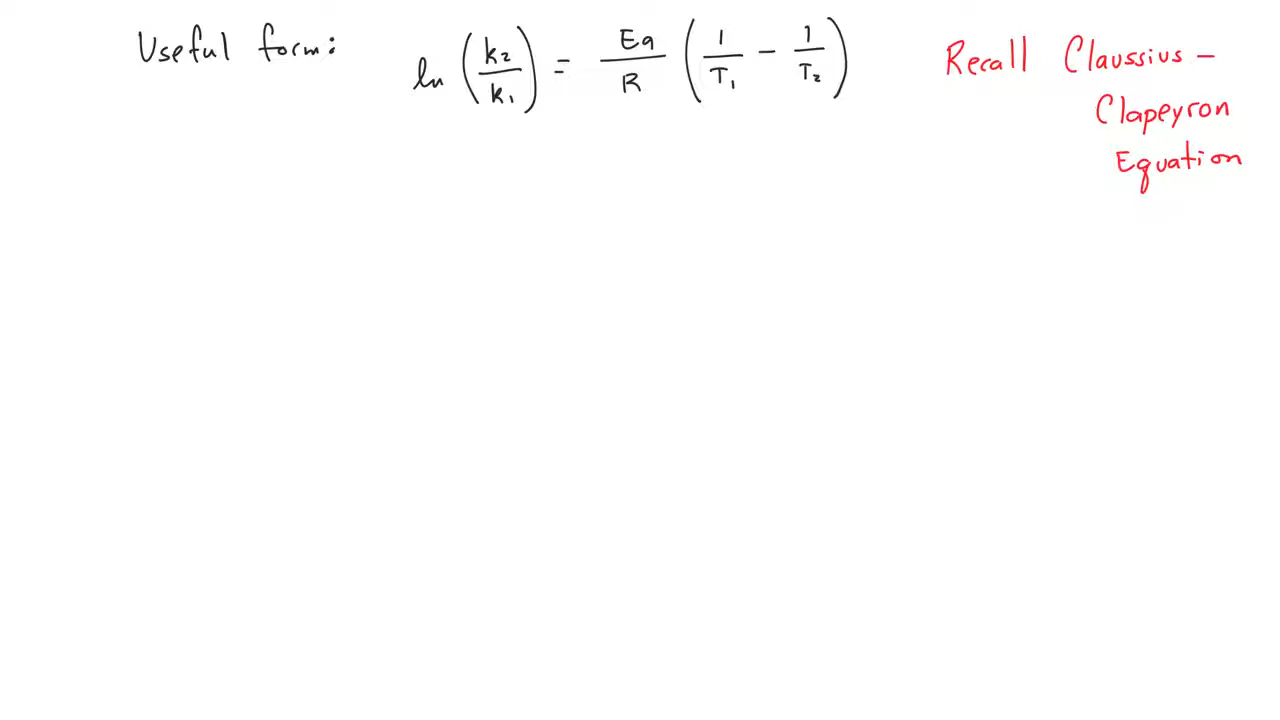 Useful form: ln (k₂/k₁) = Ea/R (1/T₁ − 1/T₂)
Recall Claussius –
Clapeyron
Equation